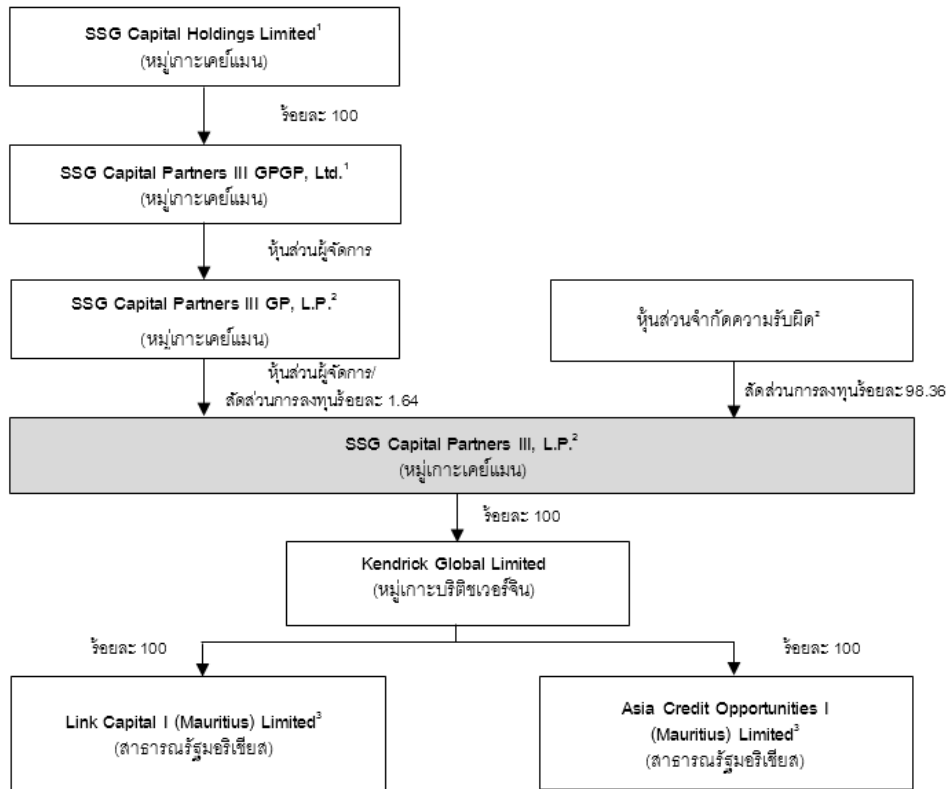 SSG Capital Holdings Limited¹
(หมู่เกาะเคย์แมน)
ร้อยละ 100
SSG Capital Partners III GPGP, Ltd.¹
(หมู่เกาะเคย์แมน)
หุ้นส่วนผู้จัดการ
SSG Capital Partners III GP, L.P.²
(หมู่เกาะเคย์แมน)
หุ้นส่วนจำกัดความรับผิด²
หุ้นส่วนผู้จัดการ/
สัดส่วนการลงทุนร้อยละ 1.64
สัดส่วนการลงทุนร้อยละ 98.36
SSG Capital Partners III, L.P.²
(หมู่เกาะเคย์แมน)
ร้อยละ 100
Kendrick Global Limited
(หมู่เกาะบริติชเวอร์จิน)
ร้อยละ 100
ร้อยละ 100
Link Capital I (Mauritius) Limited³
(สาธารณรัฐมอริเชียส)
Asia Credit Opportunities I
(Mauritius) Limited³
(สาธารณรัฐมอริเชียส)